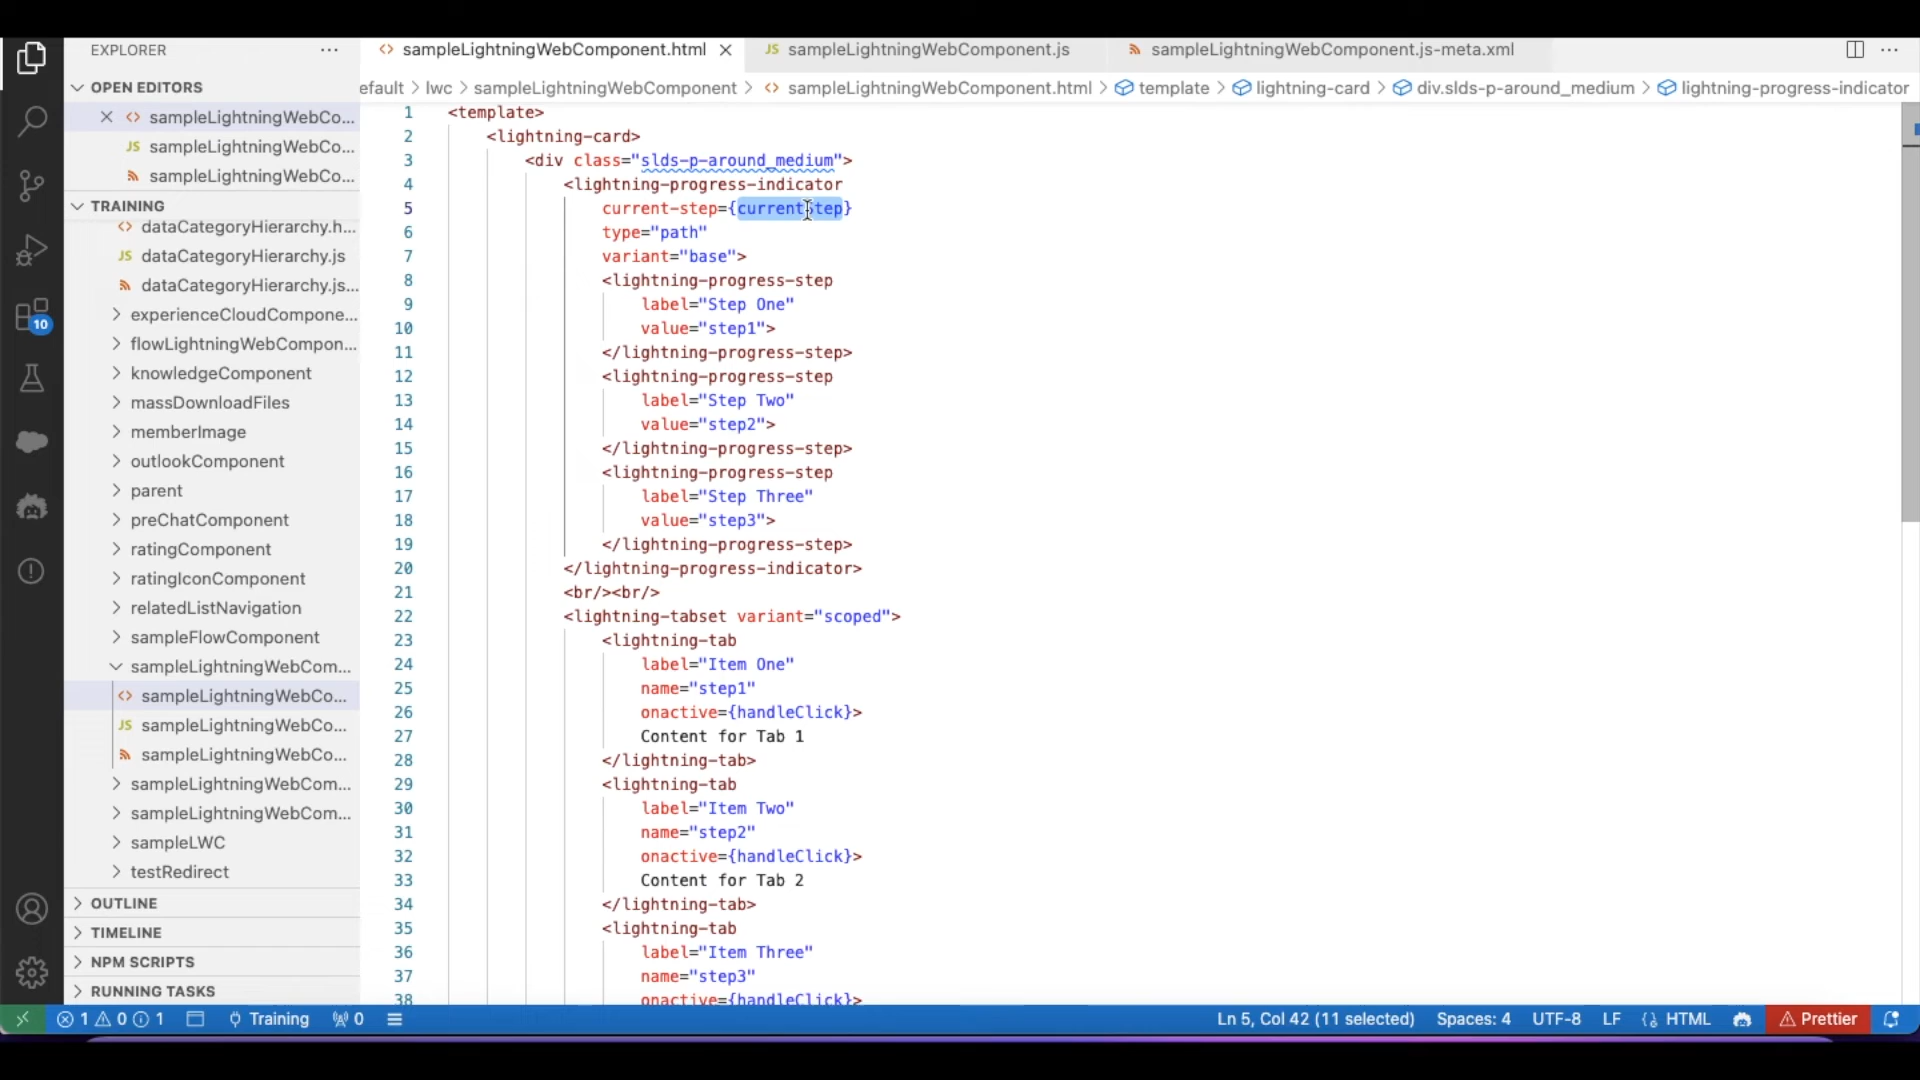 EXPLORER
OPEN EDITORS
sampleLightningWebCo...
JS sampleLightningWebCo...
sampleLightningWebCo...
TRAINING
dataCategoryHierarchy.h...
JS dataCategoryHierarchy.js
dataCategoryHierarchy.js...
experienceCloudCompone...
flowLightningWebCompon...
knowledgeComponent
massDownloadFiles
memberImage
outlookComponent
parent
preChatComponent
ratingComponent
ratingIconComponent
relatedListNavigation
sampleFlowComponent
sampleLightningWebCom...
sampleLightningWebCo...
JS sampleLightningWebCo...
sampleLightningWebCo...
sampleLightningWebCom...
sampleLightningWebCom...
sampleLWC
testRedirect
OUTLINE
TIMELINE
NPM SCRIPTS
RUNNING TASKS
10
sampleLightningWebComponent.html
JS sampleLightningWebComponent.js
sampleLightningWebComponent.js-meta.xml
efault > lwc > sampleLightningWebComponent > sampleLightningWebComponent.html > template > lightning-card > div.slds-p-around_medium > lightning-progress-indicator
1 <template>
2 <lightning-card>
3 <div class="slds-p-around_medium">
4 <lightning-progress-indicator
5 current-step={currentStep}
6 type="path"
7 variant="base">
8 <lightning-progress-step
9 label="Step One"
10 value="step1">
11 </lightning-progress-step>
12 <lightning-progress-step
13 label="Step Two"
14 value="step2">
15 </lightning-progress-step>
16 <lightning-progress-step
17 label="Step Three"
18 value="step3">
19 </lightning-progress-step>
20 </lightning-progress-indicator>
21 <br/><br/>
22 <lightning-tabset variant="scoped">
23 <lightning-tab
24 label="Item One"
25 name="step1"
26 onactive={handleClick}>
27 Content for Tab 1
28 </lightning-tab>
29 <lightning-tab
30 label="Item Two"
31 name="step2"
32 onactive={handleClick}>
33 Content for Tab 2
34 </lightning-tab>
35 <lightning-tab
36 label="Item Three"
37 name="step3"
38 onactive={handleClick}>
1 0 1 Training 0 Ln 5, Col 42 (11 selected) Spaces: 4 UTF-8 LF HTML Prettier